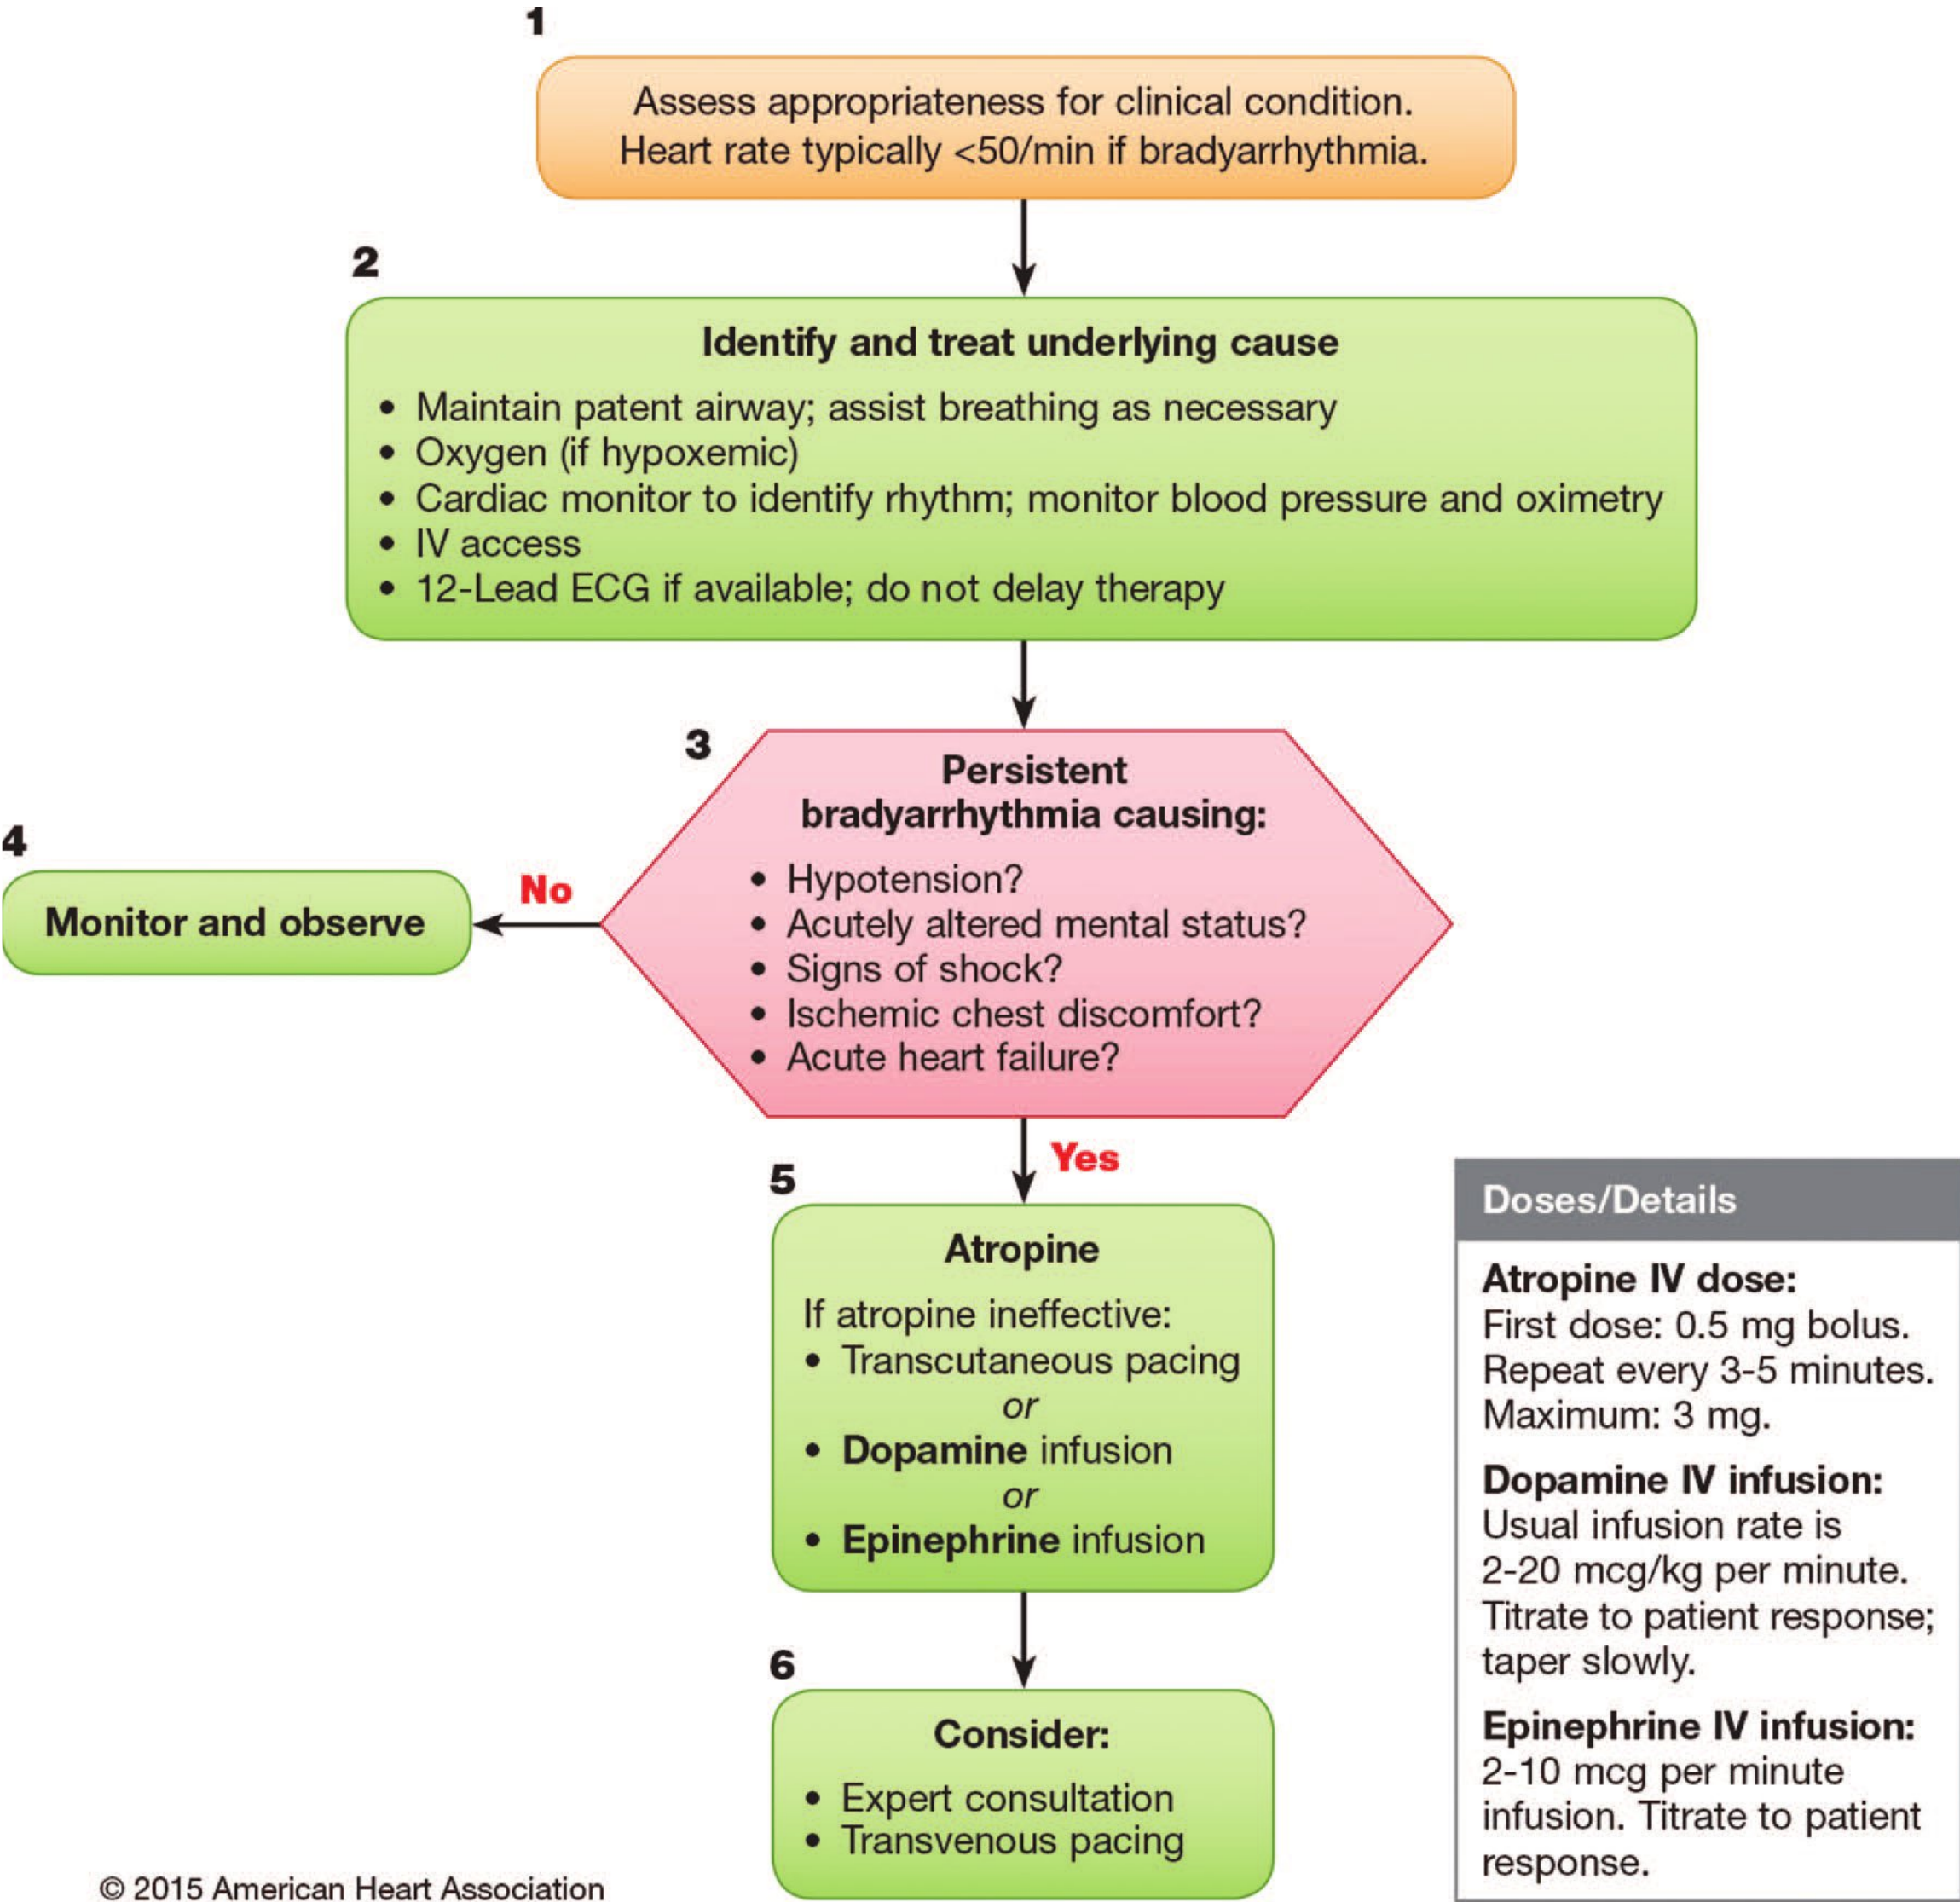 1
Assess appropriateness for clinical condition.
Heart rate typically <50/min if bradyarrhythmia.
2
Identify and treat underlying cause
• Maintain patent airway; assist breathing as necessary
• Oxygen (if hypoxemic)
• Cardiac monitor to identify rhythm; monitor blood pressure and oximetry
• IV access
• 12-Lead ECG if available; do not delay therapy
3
Persistent
bradyarrhythmia causing:
• Hypotension?
• Acutely altered mental status?
• Signs of shock?
• Ischemic chest discomfort?
• Acute heart failure?
No
4
Monitor and observe
Yes
5
Atropine
If atropine ineffective:
• Transcutaneous pacing
or
• Dopamine infusion
or
• Epinephrine infusion
6
Consider:
• Expert consultation
• Transvenous pacing
Doses/Details
Atropine IV dose:
First dose: 0.5 mg bolus.
Repeat every 3-5 minutes.
Maximum: 3 mg.
Dopamine IV infusion:
Usual infusion rate is
2-20 mcg/kg per minute.
Titrate to patient response;
taper slowly.
Epinephrine IV infusion:
2-10 mcg per minute
infusion. Titrate to patient
response.
© 2015 American Heart Association